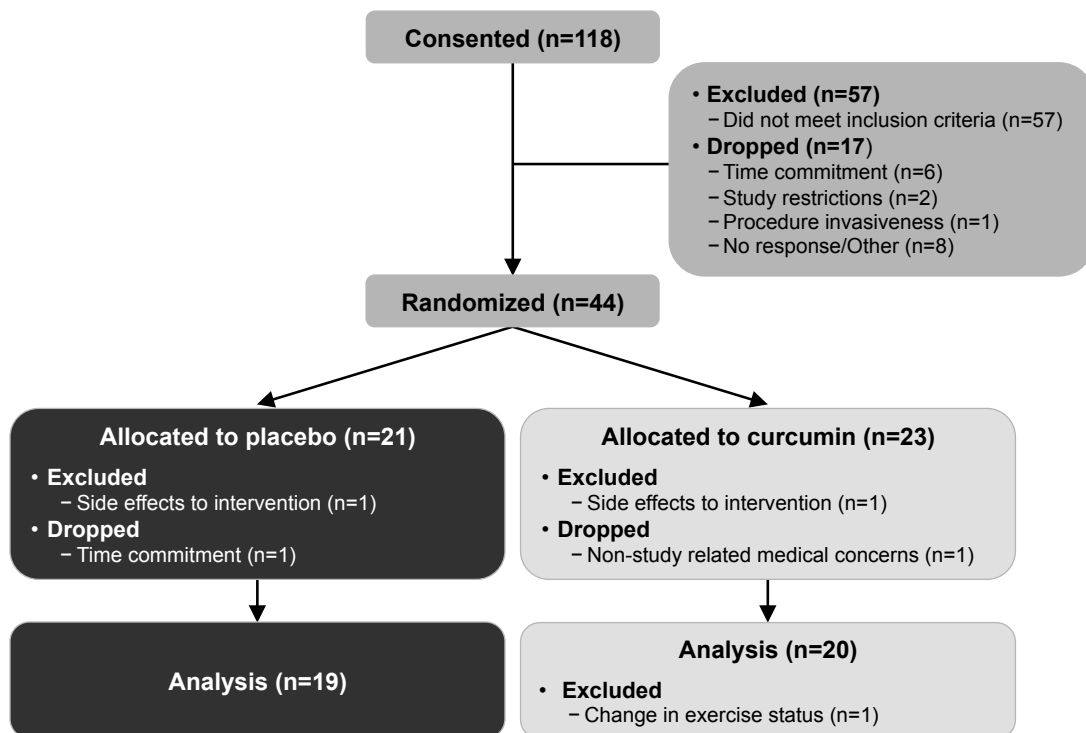 Consented (n=118)
• Excluded (n=57)
– Did not meet inclusion criteria (n=57)
• Dropped (n=17)
– Time commitment (n=6)
– Study restrictions (n=2)
– Procedure invasiveness (n=1)
– No response/Other (n=8)
Randomized (n=44)
Allocated to placebo (n=21)
• Excluded
– Side effects to intervention (n=1)
• Dropped
– Time commitment (n=1)
Allocated to curcumin (n=23)
• Excluded
– Side effects to intervention (n=1)
• Dropped
– Non-study related medical concerns (n=1)
Analysis (n=19)
Analysis (n=20)
• Excluded
– Change in exercise status (n=1)